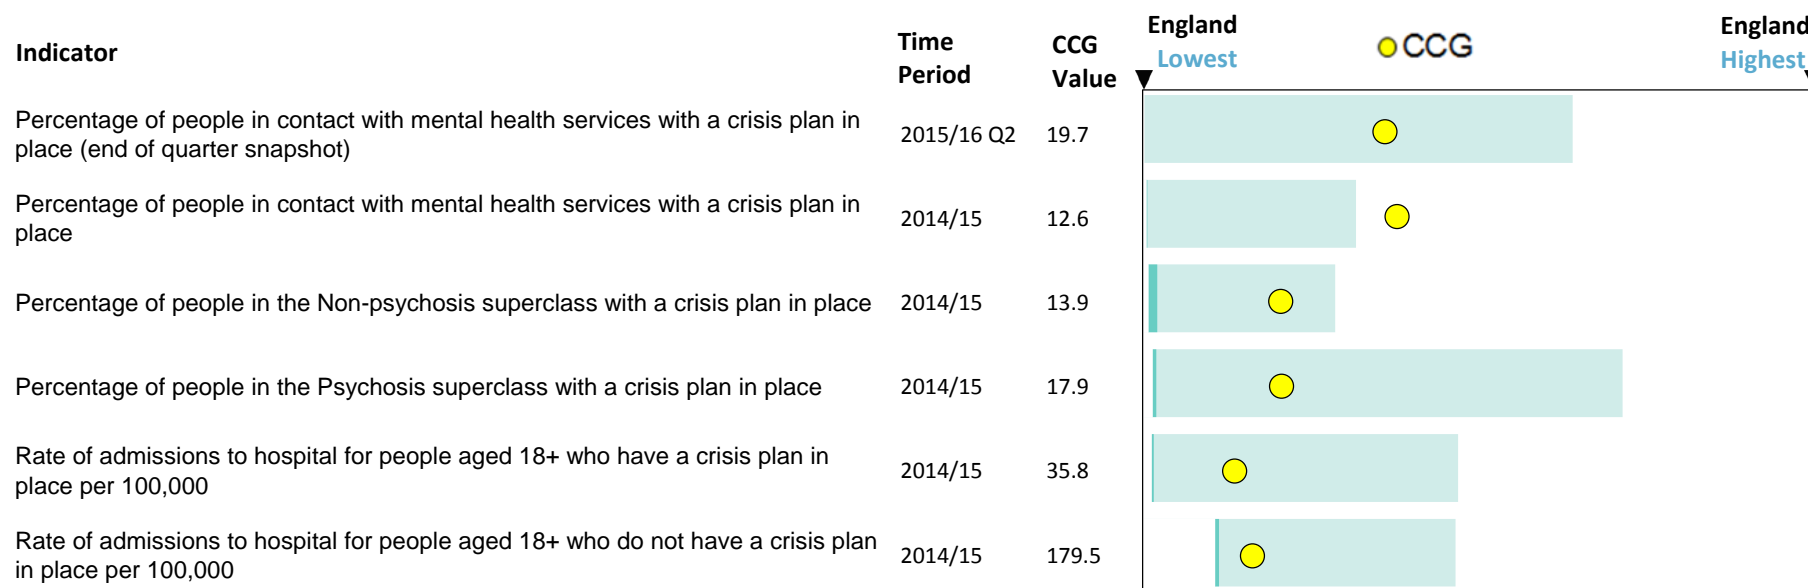 Indicator
Time
Period
CCG
Value
England
Lowest
CCG
England
Highest
Percentage of people in contact with mental health services with a crisis plan in
place (end of quarter snapshot)
2015/16 Q2
19.7
Percentage of people in contact with mental health services with a crisis plan in
place
2014/15
12.6
Percentage of people in the Non-psychosis superclass with a crisis plan in place
2014/15
13.9
Percentage of people in the Psychosis superclass with a crisis plan in place
2014/15
17.9
Rate of admissions to hospital for people aged 18+ who have a crisis plan in
place per 100,000
2014/15
35.8
Rate of admissions to hospital for people aged 18+ who do not have a crisis plan
in place per 100,000
2014/15
179.5